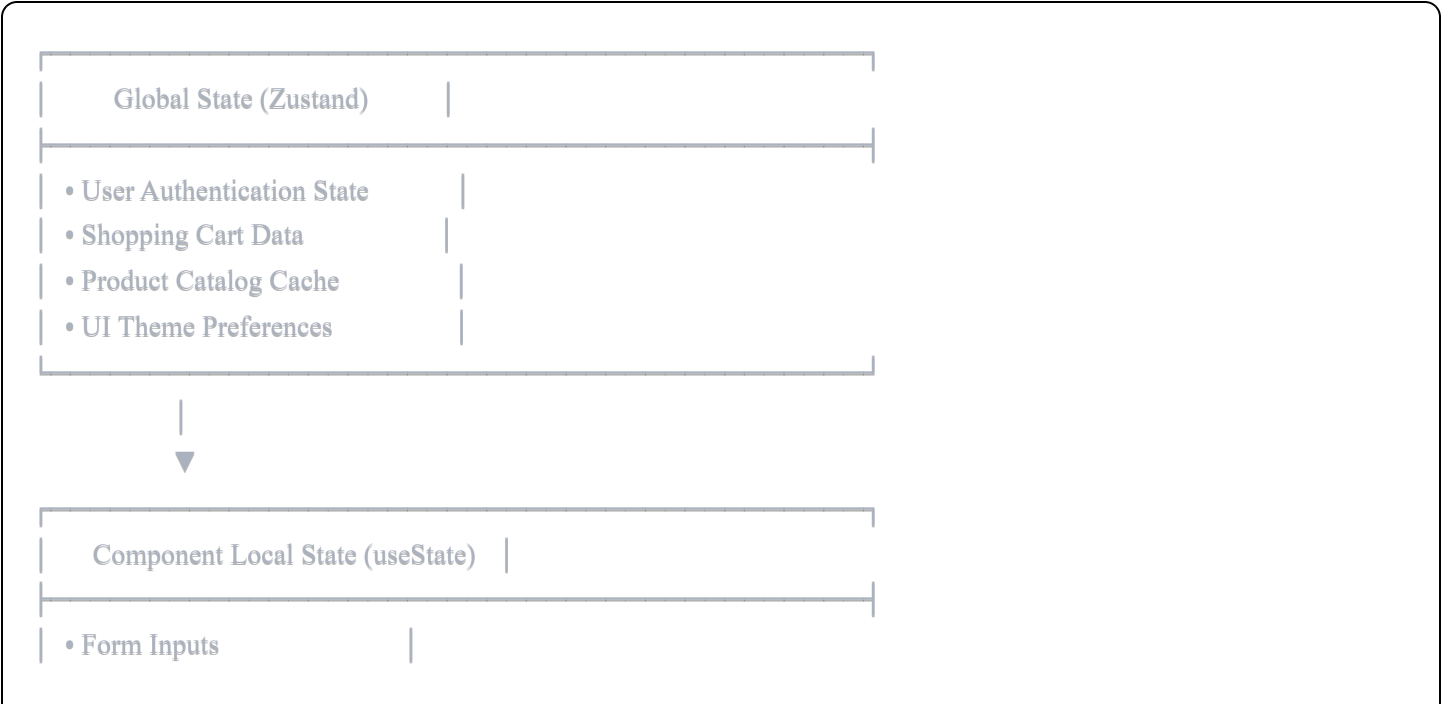 Global State (Zustand)
• User Authentication State
• Shopping Cart Data
• Product Catalog Cache
• UI Theme Preferences
▼
Component Local State (useState)
• Form Inputs